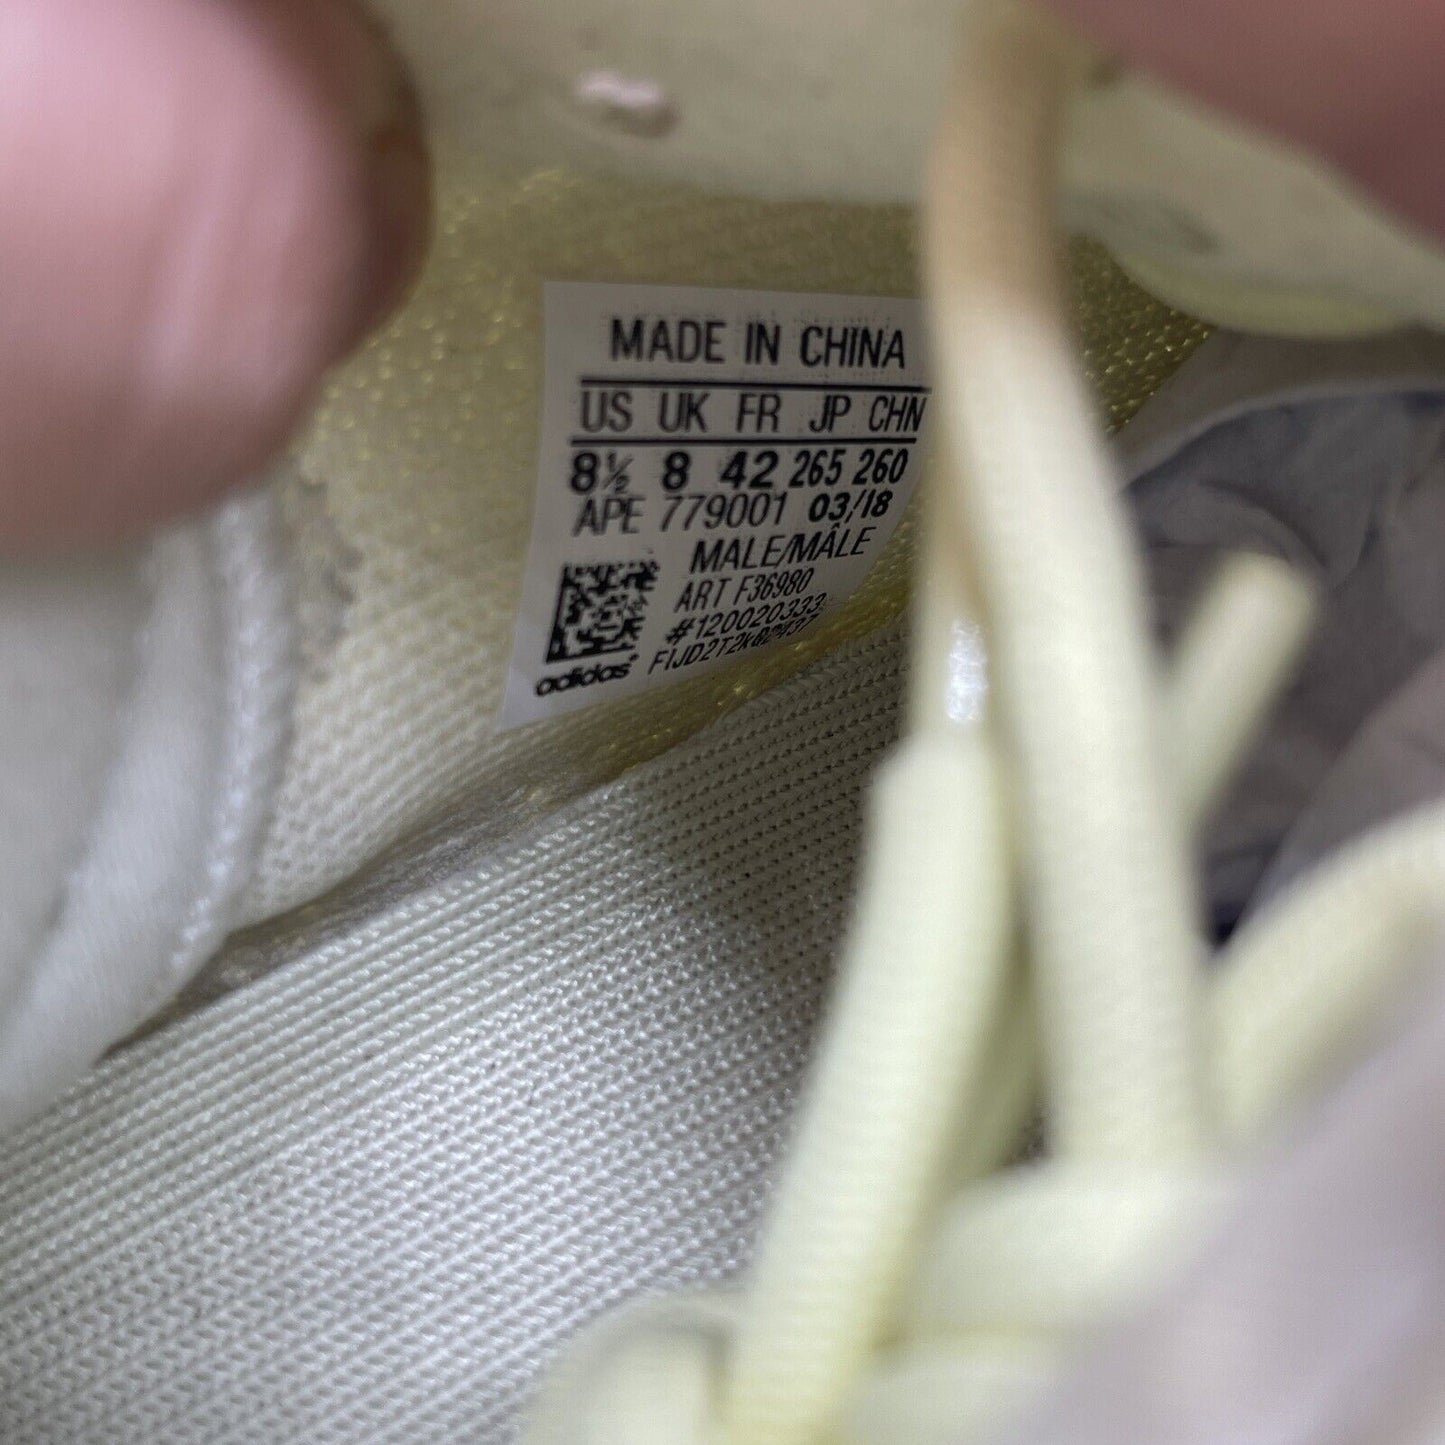 MADE IN CHINA
US UK FR JP CHN
8½ 8 42 265 260
APE 779001 03/18
MALE/MÂLE
ART F36980
#120020333
adidas